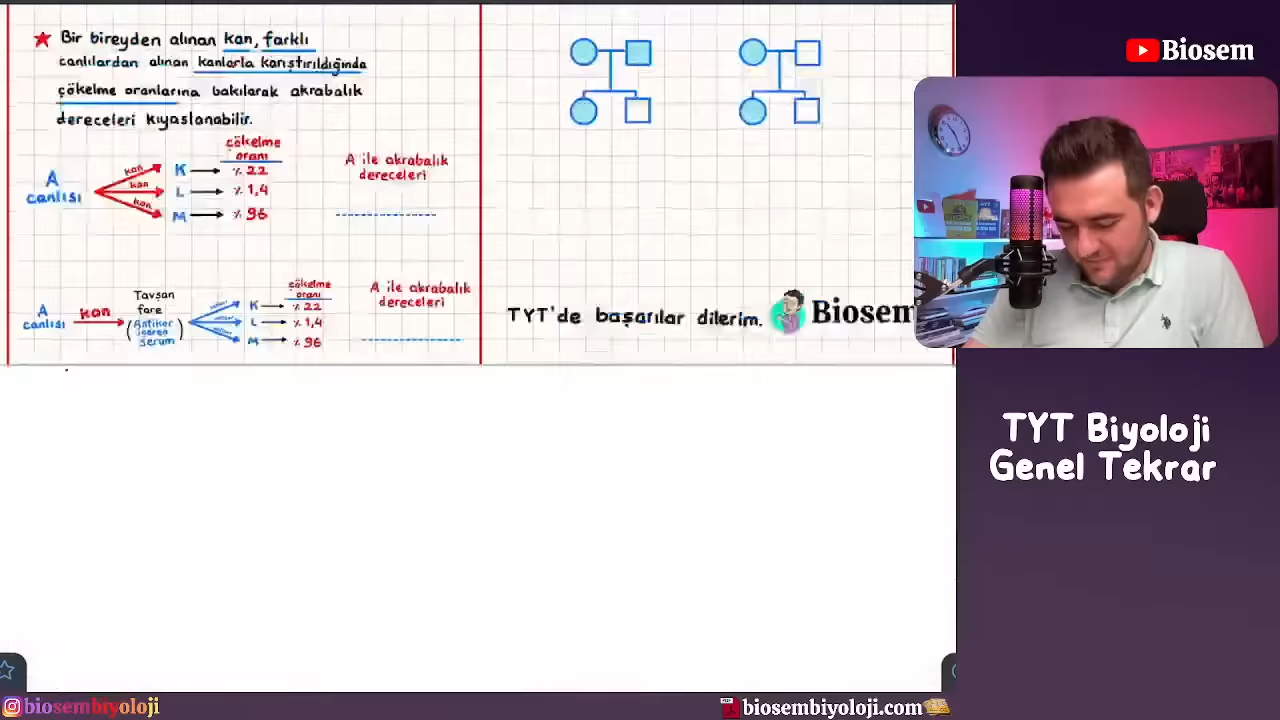 ★ Bir bireyden alınan kan, farklı
canlılardan alınan kanlarla karıştırıldığında
çökelme oranlarına bakılarak akrabalık
dereceleri kıyaslanabilir.
çökelme
oranı
A ile akrabalık
dereceleri
A
canlısı
kan
kan
kan
K
% 22
L
% 1,4
M
% 96
çökelme
oranı
A ile akrabalık
dereceleri
A
canlısı
kan
Tavşan
fare
(Antikor
içeren
serum)
K
% 22
L
% 1,4
M
% 96
TYT'de başarılar dilerim.
Biosem
Biosem
TYT Biyoloji
Genel Tekrar
biosembiyoloji
biosembiyoloji.com